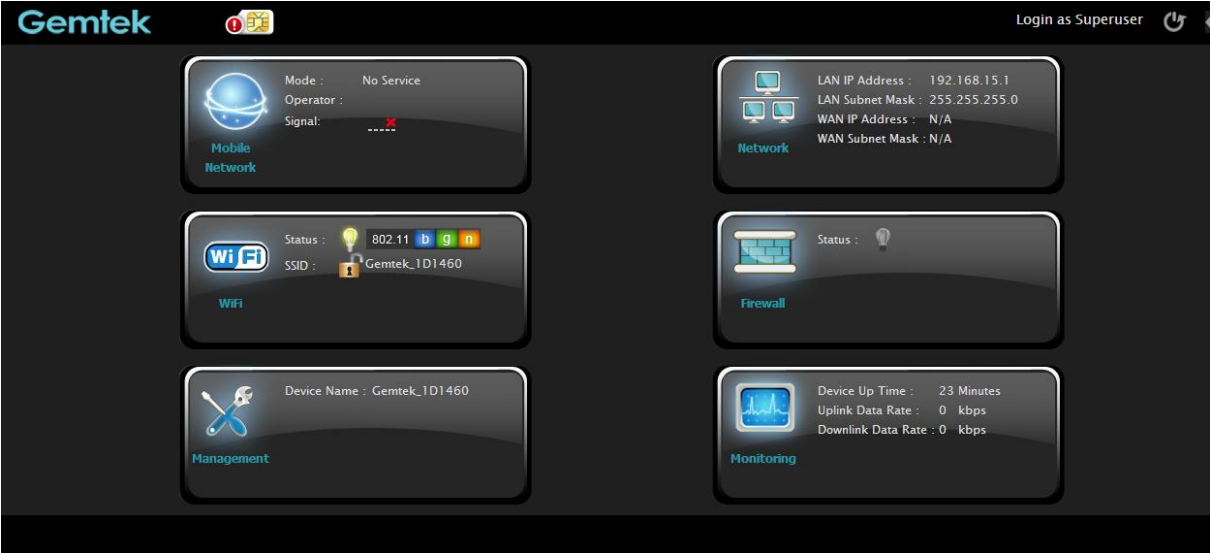 Gemtek
Login as Superuser
Mode : No Service
Operator :
Signal:
Mobile
Network
LAN IP Address : 192.168.15.1
LAN Subnet Mask : 255.255.255.0
WAN IP Address : N/A
WAN Subnet Mask : N/A
Network
Status : 802.11 b g n
SSID : Gemtek_1D1460
Wi Fi
WiFi
Status :
Firewall
Device Name : Gemtek_1D1460
Management
Device Up Time : 23 Minutes
Uplink Data Rate : 0 kbps
Downlink Data Rate : 0 kbps
Monitoring